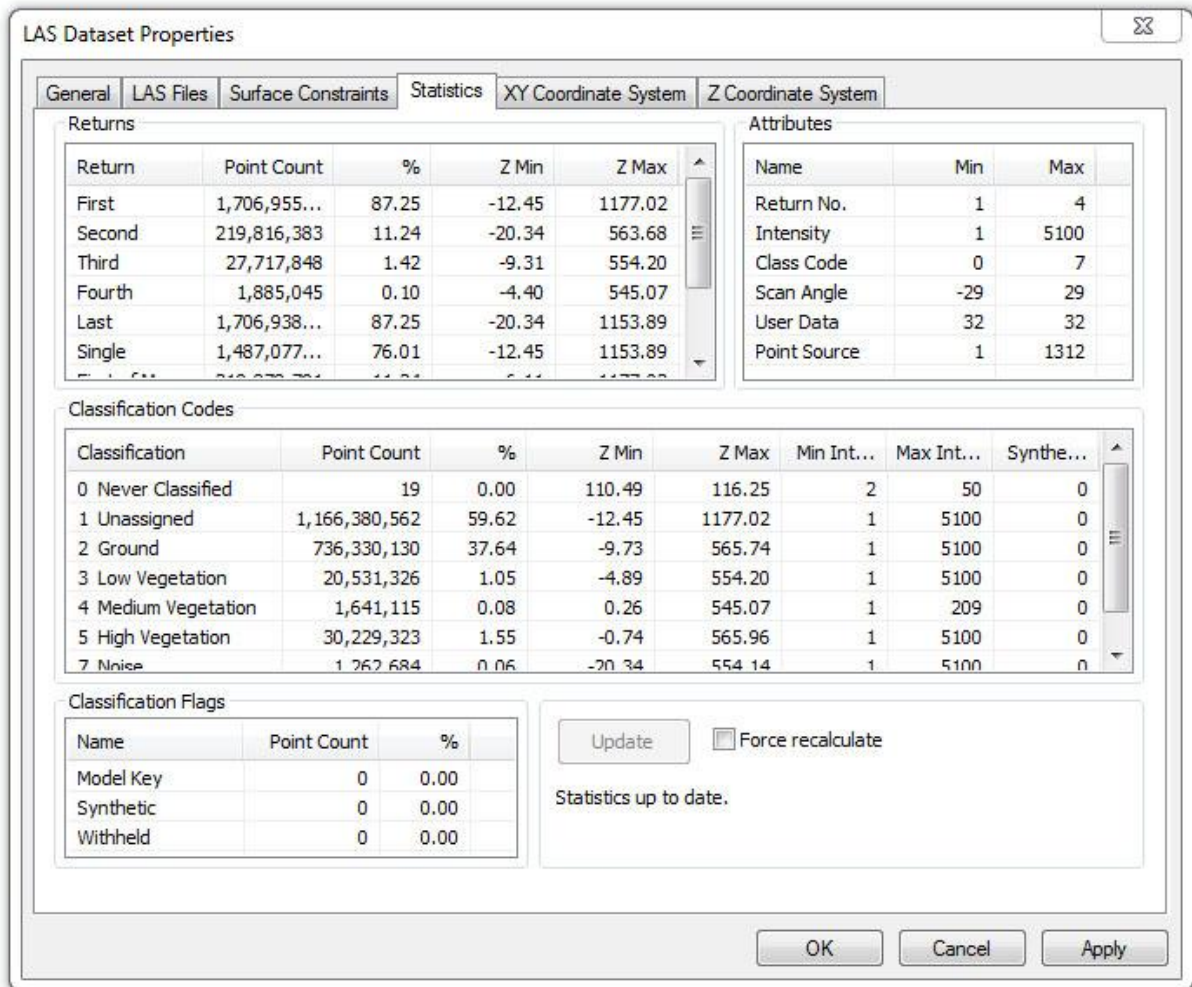 LAS Dataset Properties
General LAS Files Surface Constraints Statistics XY Coordinate System Z Coordinate System
Returns
Return Point Count % Z Min Z Max
First 1,706,955... 87.25 -12.45 1177.02
Second 219,816,383 11.24 -20.34 563.68
Third 27,717,848 1.42 -9.31 554.20
Fourth 1,885,045 0.10 -4.40 545.07
Last 1,706,938... 87.25 -20.34 1153.89
Single 1,487,077... 76.01 -12.45 1153.89
Attributes
Name Min Max
Return No. 1 4
Intensity 1 5100
Class Code 0 7
Scan Angle -29 29
User Data 32 32
Point Source 1 1312
Classification Codes
Classification Point Count % Z Min Z Max Min Int... Max Int... Synthe...
0 Never Classified 19 0.00 110.49 116.25 2 50 0
1 Unassigned 1,166,380,562 59.62 -12.45 1177.02 1 5100 0
2 Ground 736,330,130 37.64 -9.73 565.74 1 5100 0
3 Low Vegetation 20,531,326 1.05 -4.89 554.20 1 5100 0
4 Medium Vegetation 1,641,115 0.08 0.26 545.07 1 209 0
5 High Vegetation 30,229,323 1.55 -0.74 565.96 1 5100 0
7 Noise 1,262,684 0.06 -20.34 554.14 1 5100 0
Classification Flags
Name Point Count %
Model Key 0 0.00
Synthetic 0 0.00
Withheld 0 0.00
Update Force recalculate
Statistics up to date.
OK Cancel Apply